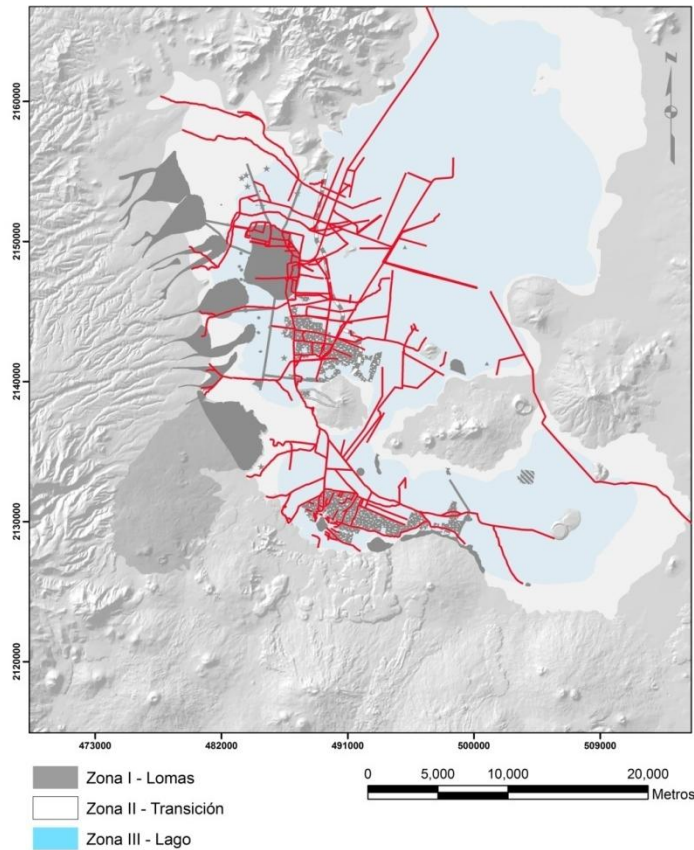 N
2160000
2150000
2140000
2130000
2120000
473000 482000 491000 500000 509000
Zona I - Lomas
Zona II - Transición
Zona III - Lago
0 5,000 10,000 20,000
Metros